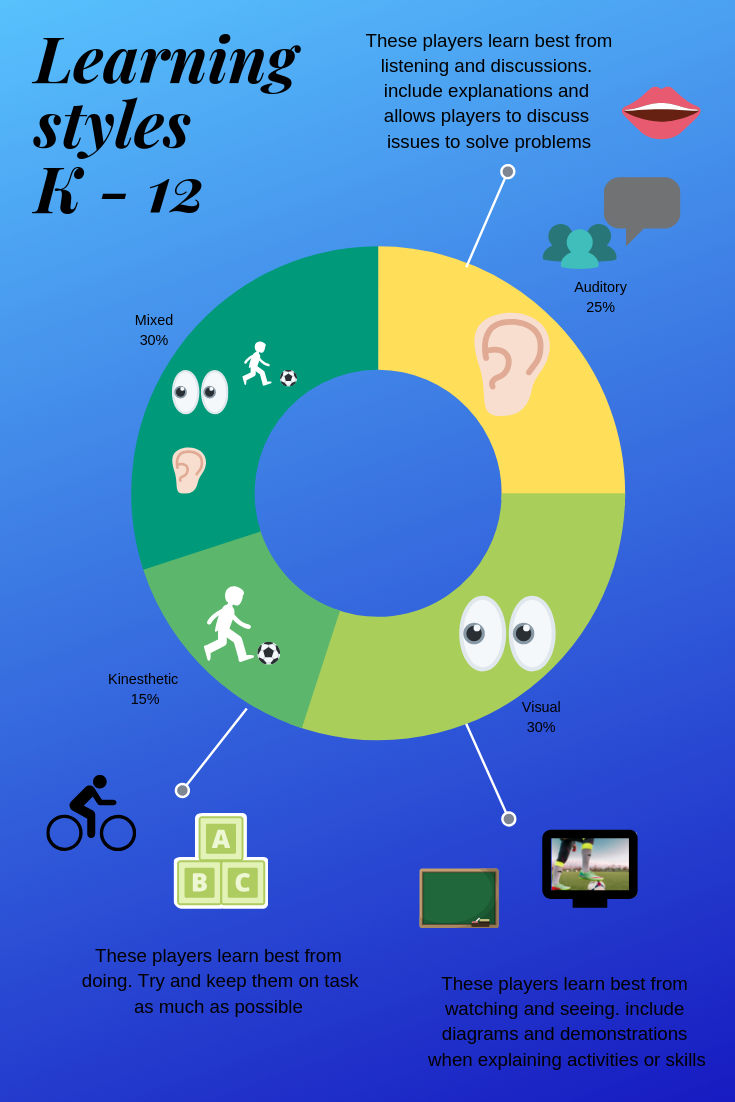 Learning
styles
K - 12
These players learn best from
listening and discussions.
include explanations and
allows players to discuss
issues to solve problems
Auditory
25%
Mixed
30%
Kinesthetic
15%
Visual
30%
A
B C
These players learn best from
doing. Try and keep them on task
as much as possible
These players learn best from
watching and seeing. include
diagrams and demonstrations
when explaining activities or skills